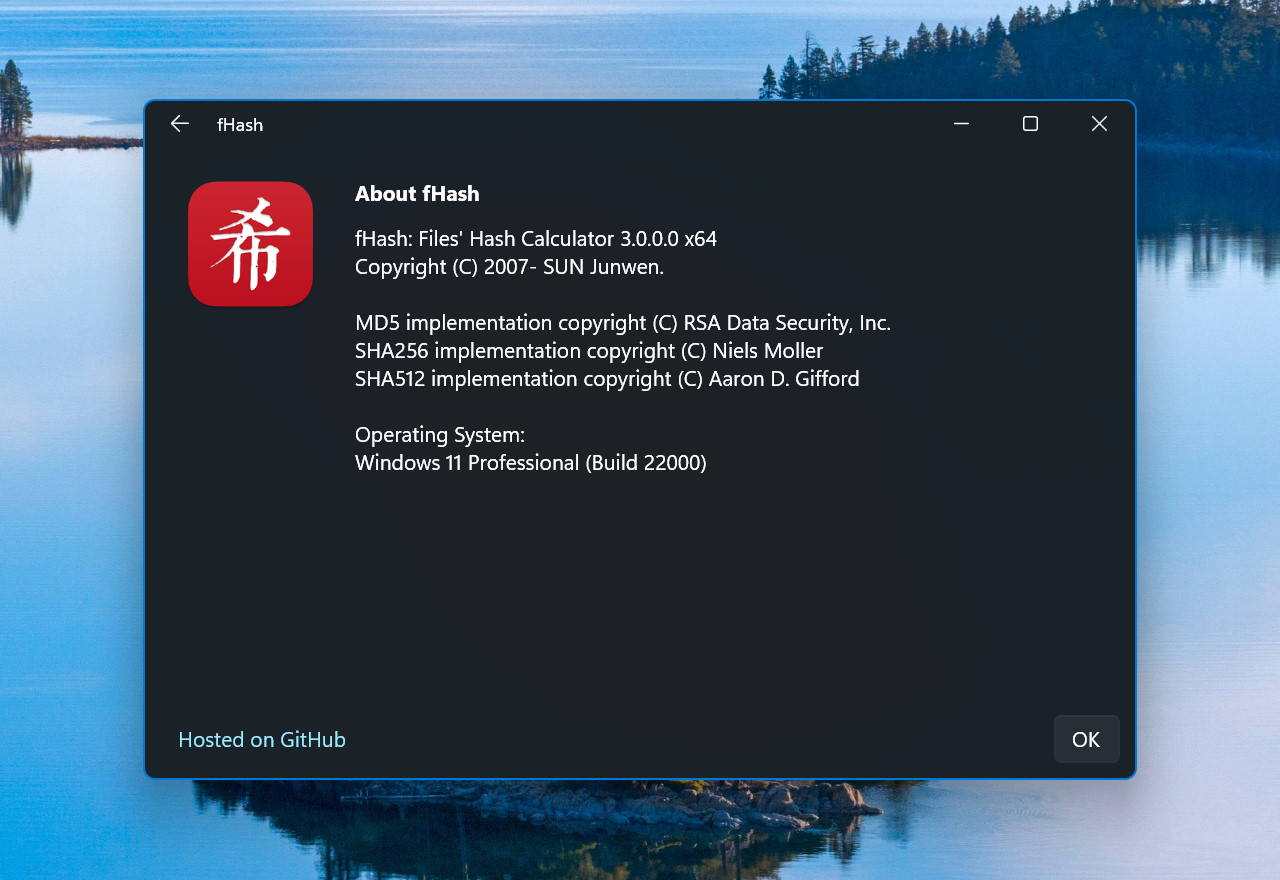 fHash
希
About fHash
fHash: Files' Hash Calculator 3.0.0.0 x64
Copyright (C) 2007- SUN Junwen.
MD5 implementation copyright (C) RSA Data Security, Inc.
SHA256 implementation copyright (C) Niels Moller
SHA512 implementation copyright (C) Aaron D. Gifford
Operating System:
Windows 11 Professional (Build 22000)
Hosted on GitHub
OK